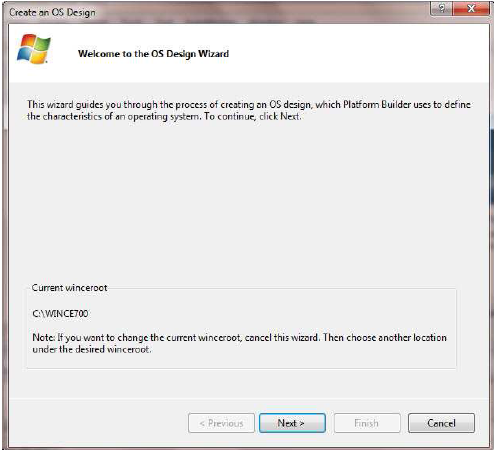 Create an OS Design
Welcome to the OS Design Wizard
This wizard guides you through the process of creating an OS design, which Platform Builder uses to define
the characteristics of an operating system. To continue, click Next.
Current winceroot
C:\WINCE700
Note: If you want to change the current winceroot, cancel this wizard. Then choose another location
under the desired winceroot.
< Previous
Next >
Finish
Cancel